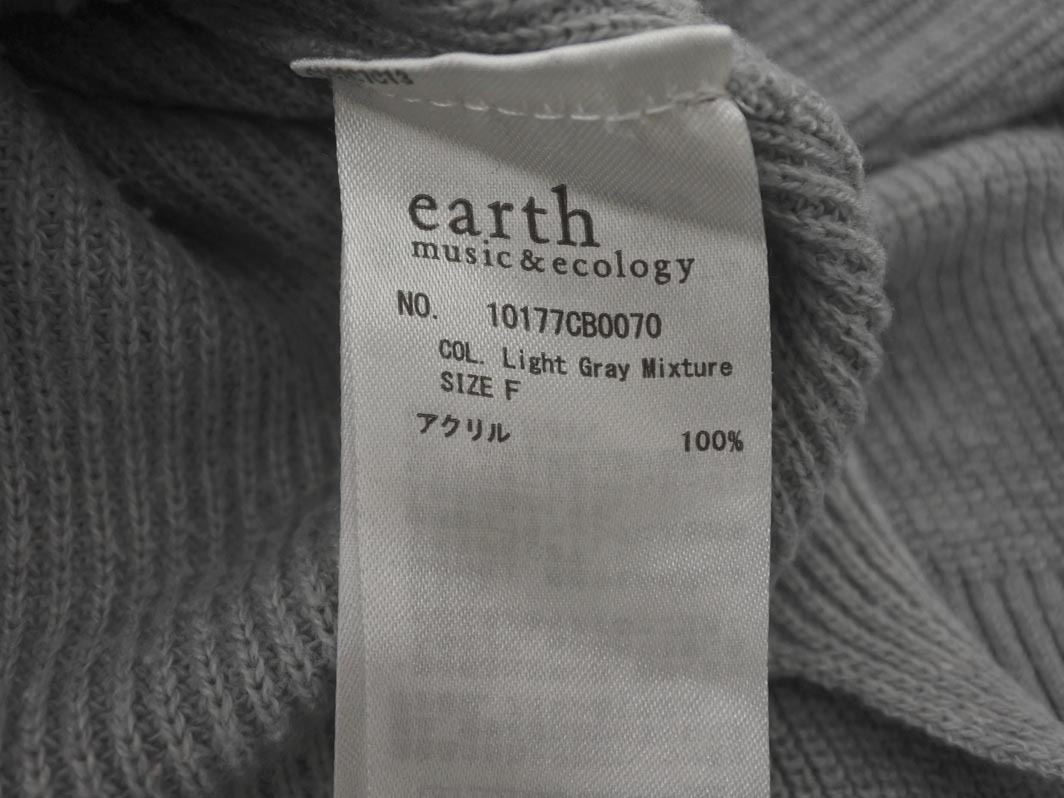 earth
music&ecology
NO. 10177CB0070
COL. Light Gray Mixture
SIZE F
アクリル 100%